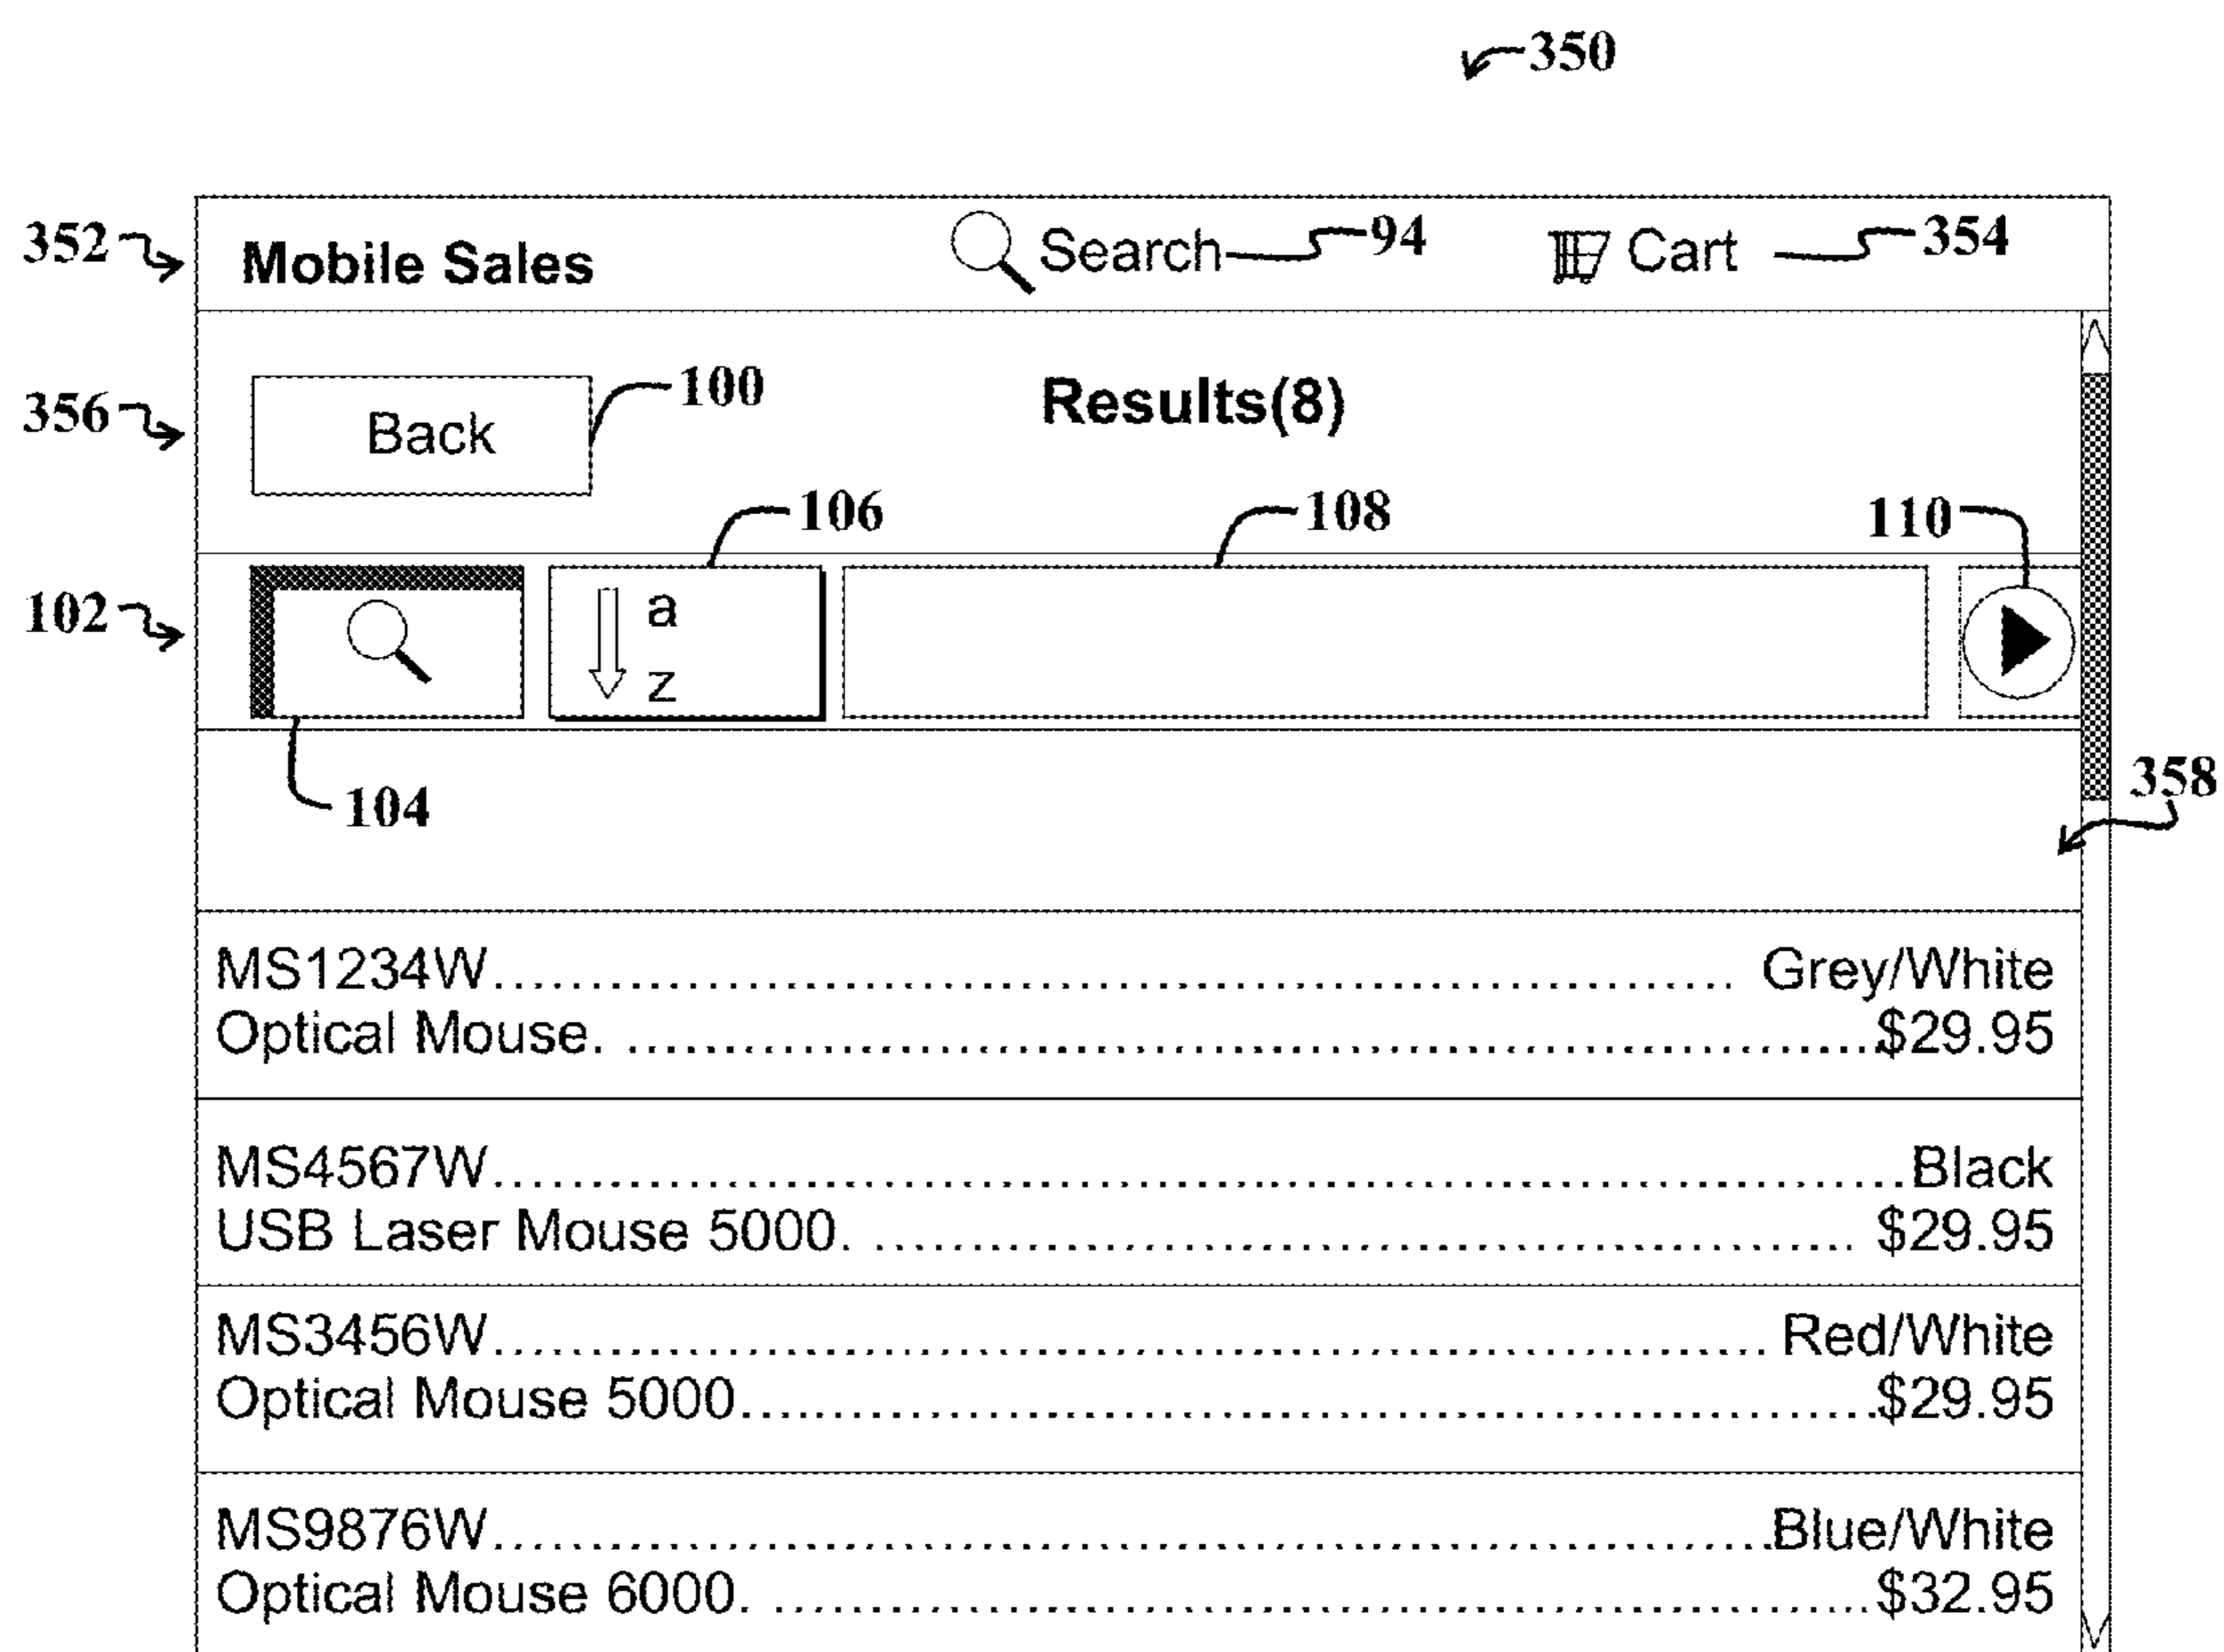 350
352 Mobile Sales Search 94 Cart 354
356 Back 100 Results(8)
106 108 110
102 a
z
104 358
MS1234W............................................................... Grey/White
Optical Mouse. ................................................................$29.95
MS4567W........................................................................Black
USB Laser Mouse 5000. .................................................. $29.95
MS3456W................................................................. Red/White
Optical Mouse 5000..........................................................$29.95
MS9876W.................................................................Blue/White
Optical Mouse 6000. ........................................................$32.95